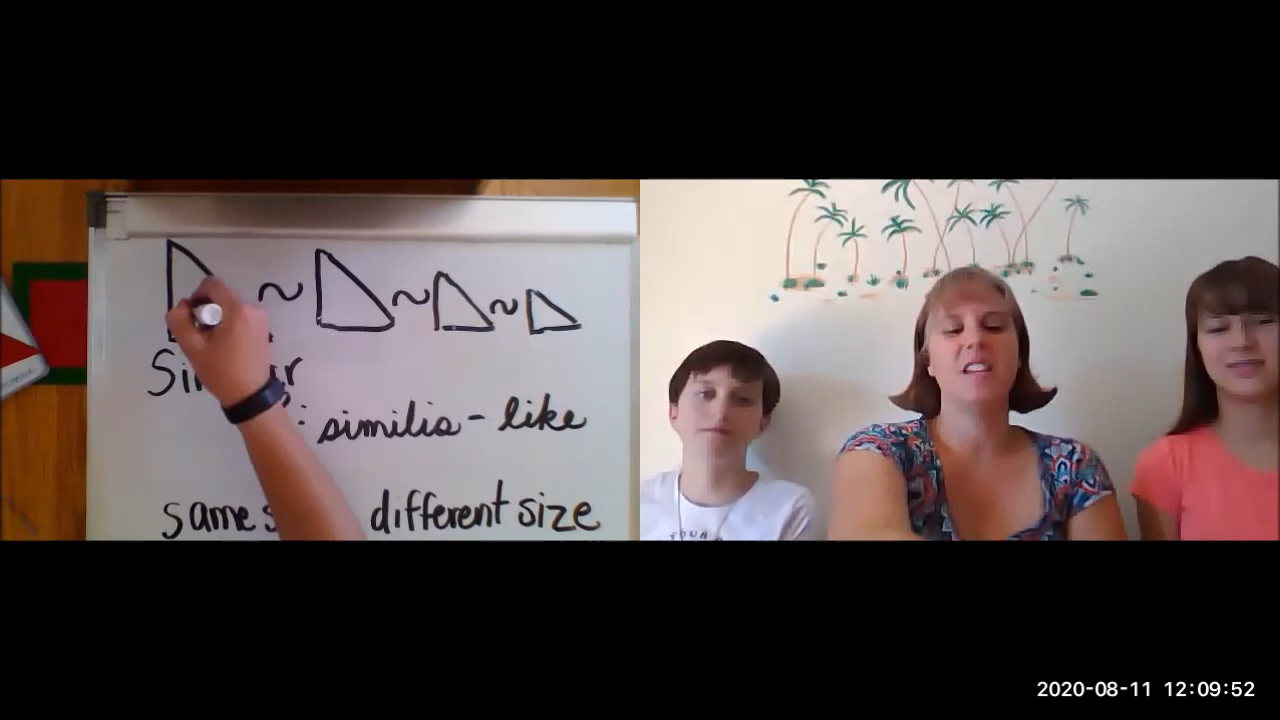 ~ ~ ~
: similis - like
same different size
2020-08-11 12:09:52